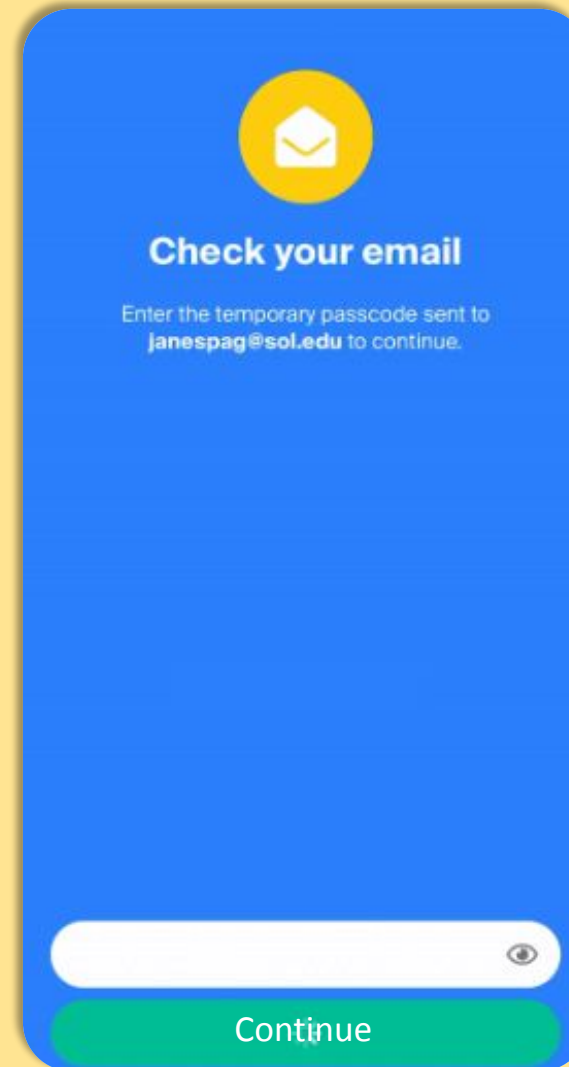 Check your email
Enter the temporary passcode sent to
janespag@sol.edu to continue.
Continue